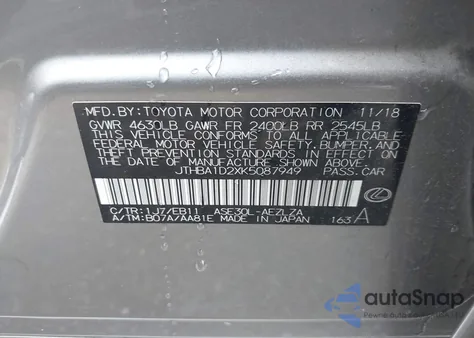 MFD.BY:TOYOTA MOTOR CORPORATION 11/18
GVWR 4630LB GAWR FR 2400LB RR 2545LB
THIS VEHICLE CONFORMS TO ALL APPLICABLE
FEDERAL MOTOR VEHICLE SAFETY, BUMPER, AND
THEFT PREVENTION STANDARDS IN EFFECT ON
THE DATE OF MANUFACTURE SHOWN ABOVE.
JTHBA1D2XK5087949 PASS.CAR
C/TR:1J7/EB11 ASE30L-AEZLZA
A/TM:B07A/AA81E MADE IN JAPAN 163 A
autoSnap